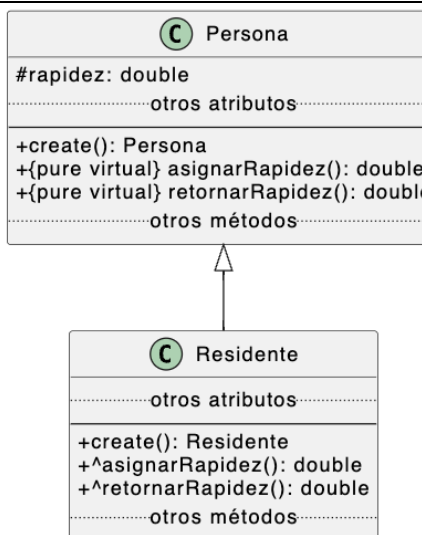 C Persona
#rapidez: double
otros atributos
+create(): Persona
+{pure virtual} asignarRapidez(): double
+{pure virtual} retornarRapidez(): double
otros métodos
C Residente
otros atributos
+create(): Residente
+^asignarRapidez(): double
+^retornarRapidez(): double
otros métodos